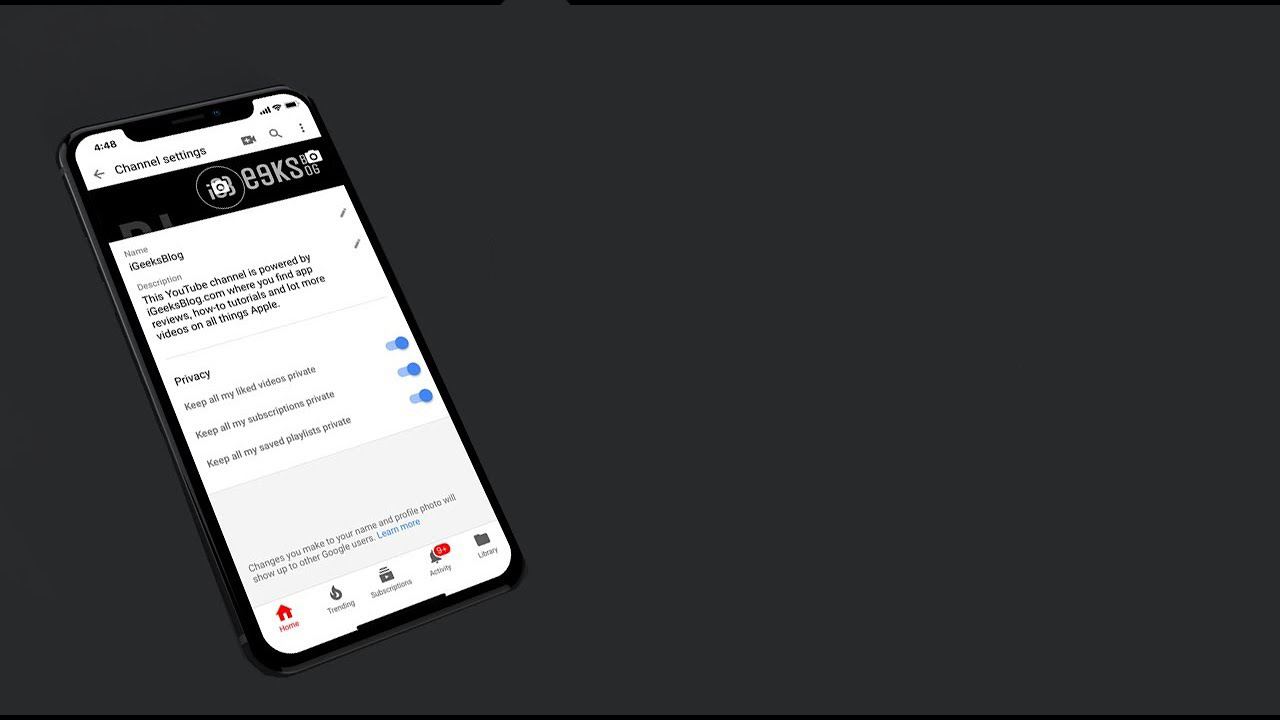 4:48
Channel settings
eeKS
Name
iGeeksBlog
Description
This YouTube channel is powered by
iGeeksBlog.com where you find app
reviews, how-to tutorials and lot more
videos on all things Apple.
Privacy
Keep all my liked videos private
Keep all my subscriptions private
Keep all my saved playlists private
Changes you make to your name and profile photo will
show up to other Google users. Learn more
9+
Home
Trending
Subscriptions
Activity
Library